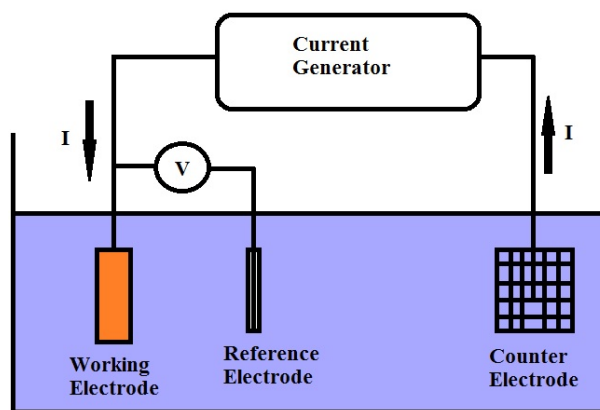 Current
Generator
I
V
I
Working
Electrode
Reference
Electrode
Counter
Electrode